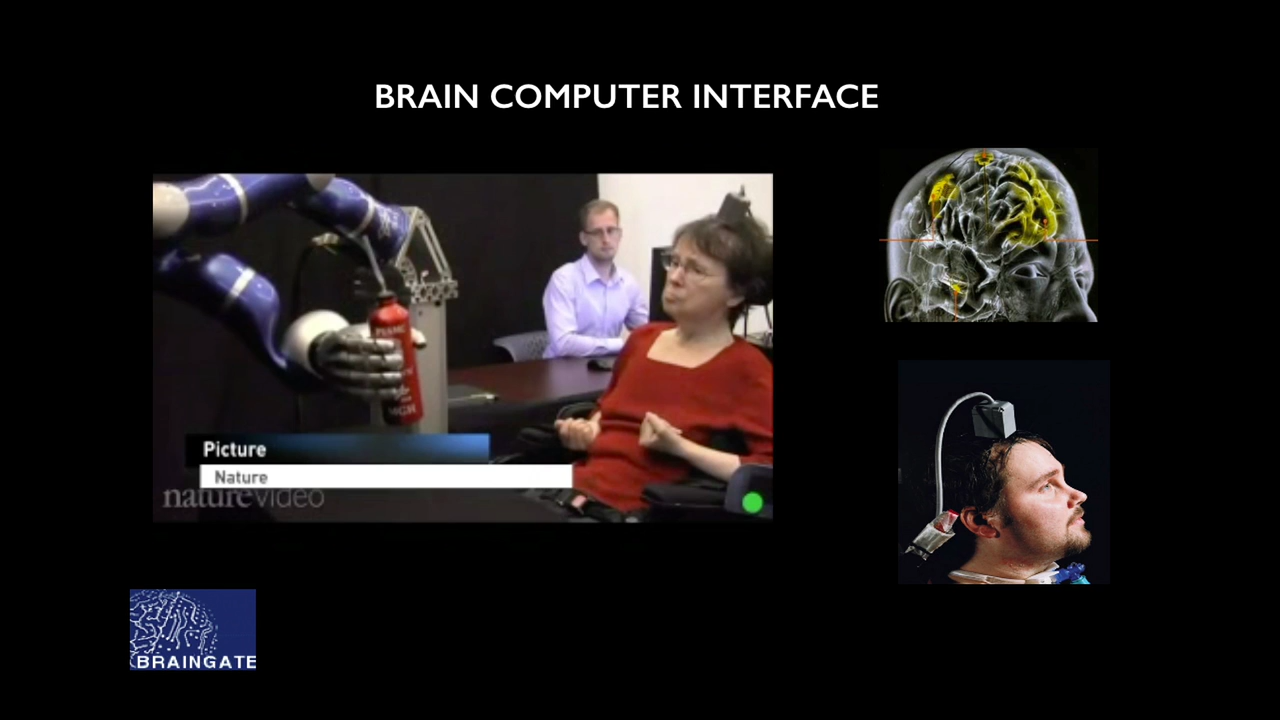 BRAIN COMPUTER INTERFACE
Picture
Nature
naturevideo
BRAINGATE